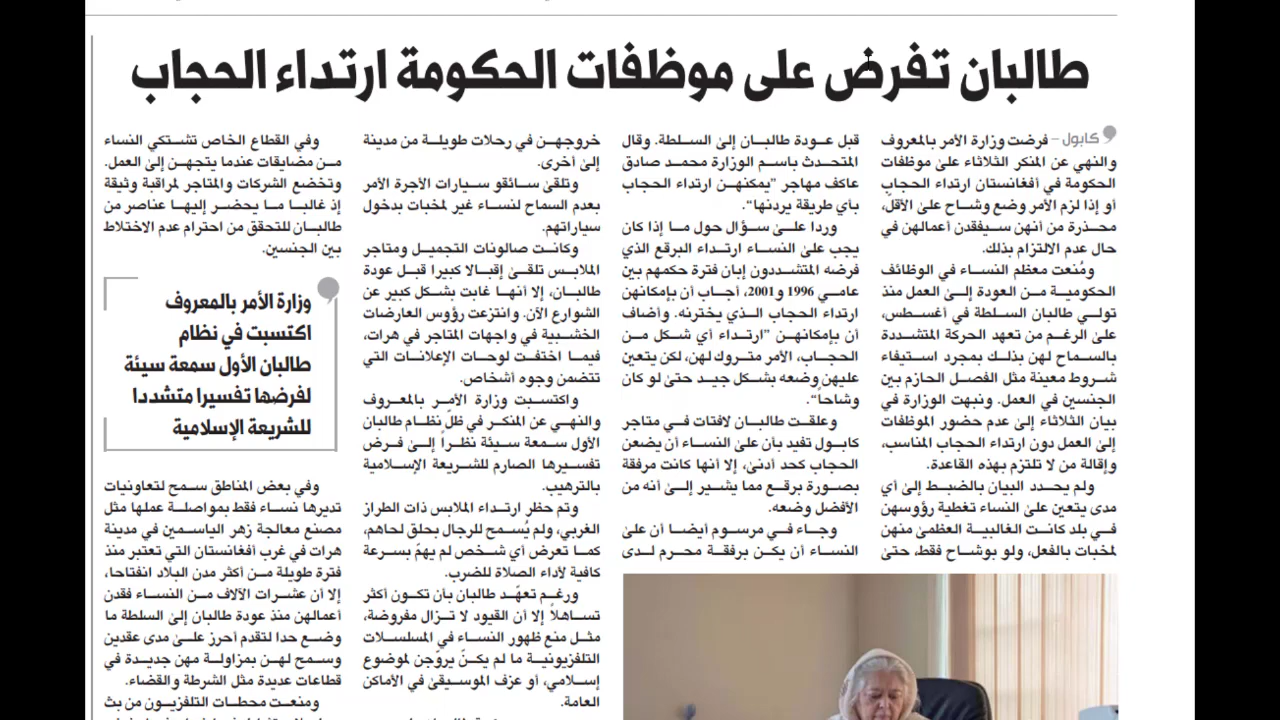 طالبان تفرض على موظفات الحكومة ارتداء الحجاب
كابول – فرضت وزارة الأمر بالمعروف
والنهي عن المنكر الثلاثاء على موظفات
الحكومة في أفغانستان ارتداء الحجاب
أو إذا لزم الأمر وضع وشاح على الأقل،
محذرة من أنهن سيفقدن أعمالهن في
حال عدم الالتزام بذلك.
ومُنعت معظم النساء في الوظائف
الحكومية من العودة إلى العمل منذ
تولي طالبان السلطة في أغسطس،
على الرغم من تعهد الحركة المتشددة
بالسماح لهن بذلك بمجرد استيفاء
شروط معينة مثل الفصل الحازم بين
الجنسين في العمل. ونبهت الوزارة في
بيان الثلاثاء إلى عدم حضور الموظفات
إلى العمل دون ارتداء الحجاب المناسب،
وإقالة من لا تلتزم بهذه القاعدة.
ولم يحدد البيان بالضبط إلى أي
مدى يتعين على النساء تغطية رؤوسهن
في بلد كانت الغالبية العظمى منهن
لمخبات بالفعل، ولو بوشاح فقط، حتى
قبل عودة طالبان إلى السلطة. وقال
المتحدث باسم الوزارة محمد صادق
عاكف مهاجر "يمكنهن ارتداء الحجاب
بأي طريقة يردنها".
وردا على سؤال حول ما إذا كان
يجب على النساء ارتداء البرقع الذي
فرضه المتشددون إبان فترة حكمهم بين
عامي 1996 و2001، أجاب أن بإمكانهن
ارتداء الحجاب الذي يخترنه. وأضاف
أن بإمكانهن "ارتداء أي شكل من
الحجاب، الأمر متروك لهن، لكن يتعين
عليهن وضعه بشكل جيد حتى لو كان
وشاحاً".
وعلقت طالبان لافتات في متاجر
كابول تفيد بأن على النساء أن يضعن
الحجاب كحد أدنى، إلا أنها كانت مرفقة
بصورة برقع مما يشير إلى أنه من
الأفضل وضعه.
وجاء في مرسوم أيضا أن على
النساء أن يكن برفقة محرم لدى
خروجهن في رحلات طويلة من مدينة
إلى أخرى.
وتلقى سائقو سيارات الأجرة الأمر
بعدم السماح لنساء غير لمخبات بدخول
سياراتهم.
وكانت صالونات التجميل ومتاجر
الملابس تلقى إقبالا كبيرا قبل عودة
طالبان، إلا أنها غابت بشكل كبير عن
الشوارع الآن. وانتزعت رؤوس العارضات
الخشبية في واجهات المتاجر في هرات،
فيما اختفت لوحات الإعلانات التي
تتضمن وجوه أشخاص.
واكتسبت وزارة الأمر بالمعروف
والنهي عن المنكر في ظلّ نظام طالبان
الأول سمعة سيئة نظراً إلى فرض
تفسيرها الصارم للشريعة الإسلامية
بالترهيب.
وتم حظر ارتداء الملابس ذات الطراز
الغربي، ولم يُسمح للرجال بحلق لحاهم،
كما تعرض أي شخص لم يهمّ بسرعة
كافية لأداء الصلاة للضرب.
ورغم تعهّد طالبان بأن تكون أكثر
تساهلاً إلا أن القيود لا تزال مفروضة،
مثل منع ظهور النساء في المسلسلات
التلفزيونية ما لم يكنّ يروّجن لموضوع
إسلامي، أو عزف الموسيقى في الأماكن
العامة.
وفي القطاع الخاص تشتكي النساء
من مضايقات عندما يتجهن إلى العمل.
وتخضع الشركات والمتاجر لمراقبة وثيقة
إذ غالبا ما يحضر إليها عناصر من
طالبان للتحقق من احترام عدم الاختلاط
بين الجنسين.
وزارة الأمر بالمعروف
اكتسبت في نظام
طالبان الأول سمعة سيئة
لفرضها تفسيرا متشددا
للشريعة الإسلامية
وفي بعض المناطق سمح لتعاونيات
تديرها نساء فقط بمواصلة عملها مثل
مصنع معالجة زهر الياسمين في مدينة
هرات في غرب أفغانستان التي تعتبر منذ
فترة طويلة من أكثر مدن البلاد انفتاحا،
إلا أن عشرات الآلاف من النساء فقدن
أعمالهن منذ عودة طالبان إلى السلطة ما
وضع حدا لتقدم أحرز على مدى عقدين
وسمح لهن بمزاولة مهن جديدة في
قطاعات عديدة مثل الشرطة والقضاء.
ومنعت محطات التلفزيون من بث